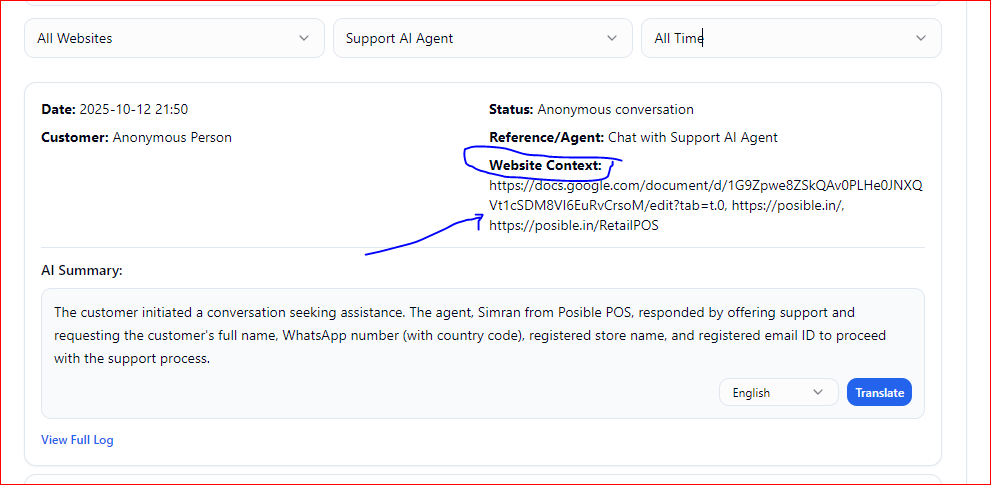 All Websites
Support AI Agent
All Time
Date: 2025-10-12 21:50
Status: Anonymous conversation
Customer: Anonymous Person
Reference/Agent: Chat with Support AI Agent
Website Context:
https://docs.google.com/document/d/1G9Zpwe8ZSkQAv0PLHe0JNXQ
Vt1cSDM8VI6EuRvCrsoM/edit?tab=t.0, https://posible.in/,
https://posible.in/RetailPOS
AI Summary:
The customer initiated a conversation seeking assistance. The agent, Simran from Posible POS, responded by offering support and
requesting the customer's full name, WhatsApp number (with country code), registered store name, and registered email ID to proceed
with the support process.
English
Translate
View Full Log